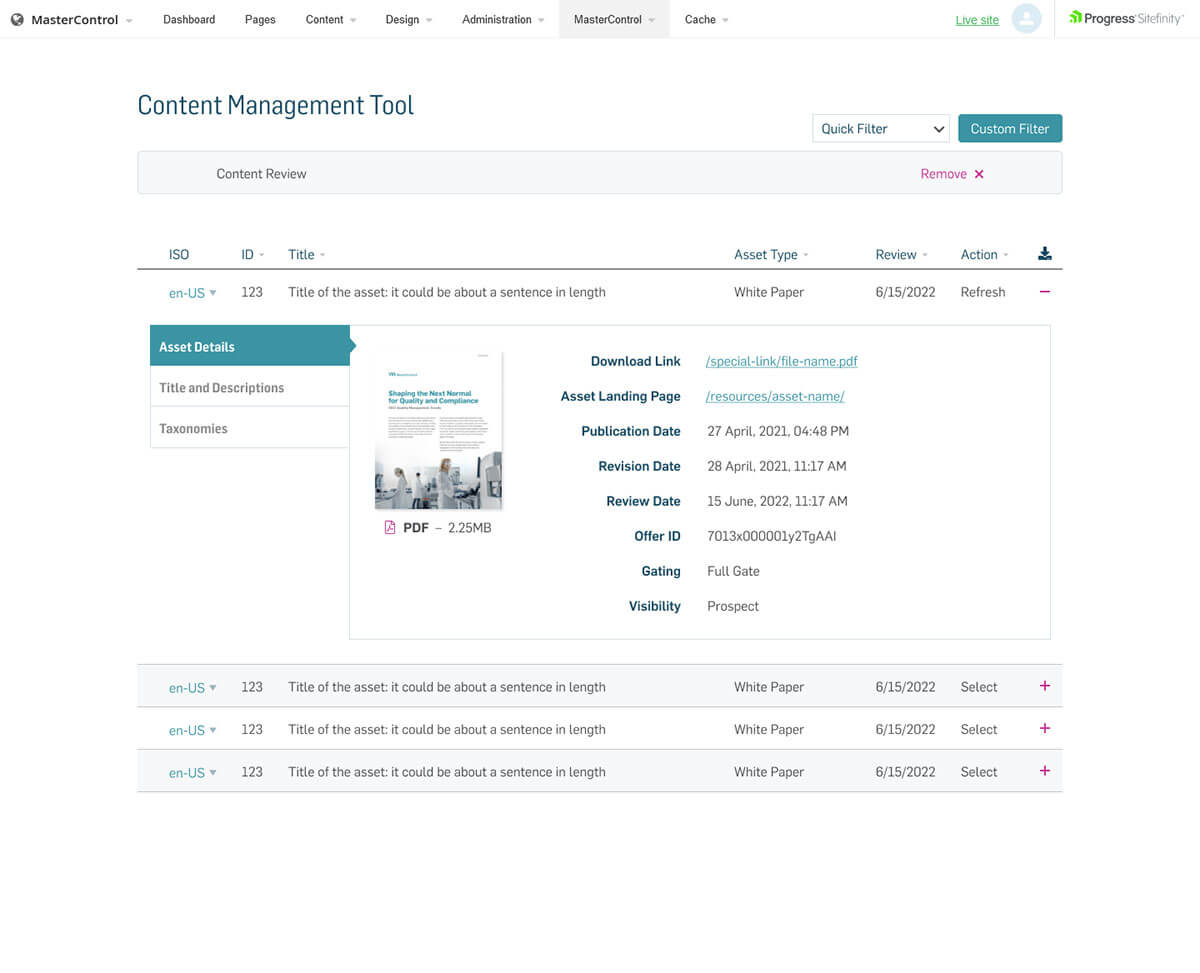 MasterControl Dashboard Pages Content Design Administration MasterControl Cache Live site Progress Sitefinity
Content Management Tool
Quick Filter Custom Filter
Content Review Remove ×
ISO ID Title Asset Type Review Action
en-US 123 Title of the asset: it could be about a sentence in length White Paper 6/15/2022 Refresh −
Asset Details
Title and Descriptions
Taxonomies
MasterControl
Shaping the Next Normal
for Quality and Compliance
PDF – 2.25MB
Download Link /special-link/file-name.pdf
Asset Landing Page /resources/asset-name/
Publication Date 27 April, 2021, 04:48 PM
Revision Date 28 April, 2021, 11:17 AM
Review Date 15 June, 2022, 11:17 AM
Offer ID 7013x000001y2TgAAI
Gating Full Gate
Visibility Prospect
en-US 123 Title of the asset: it could be about a sentence in length White Paper 6/15/2022 Select +
en-US 123 Title of the asset: it could be about a sentence in length White Paper 6/15/2022 Select +
en-US 123 Title of the asset: it could be about a sentence in length White Paper 6/15/2022 Select +